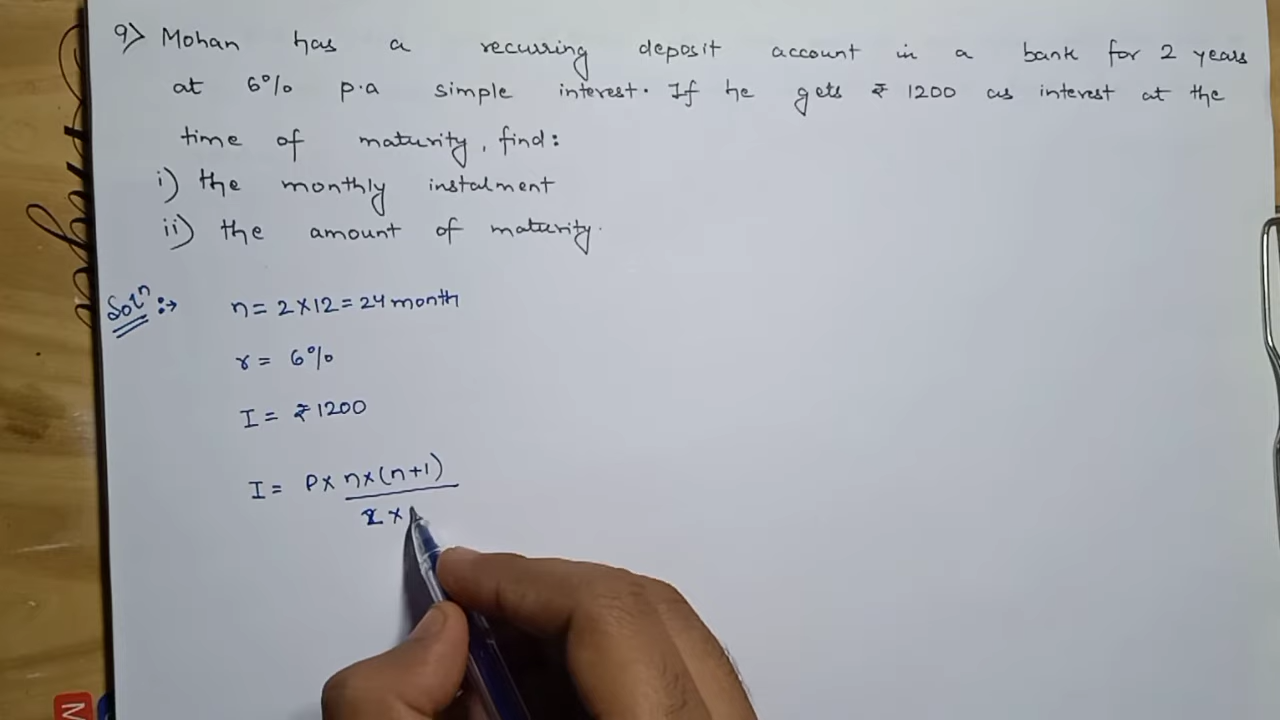 9) Mohan has a recurring deposit account in a bank for 2 years
at 6% p.a simple interest. If he gets ₹ 1200 as interest at the
time of maturity, find:
i) the monthly instalment
ii) the amount of maturity.
Solⁿ :→ n = 2×12 = 24 month
r = 6%
I = ₹ 1200
I = P × n×(n+1)
2 ×
M